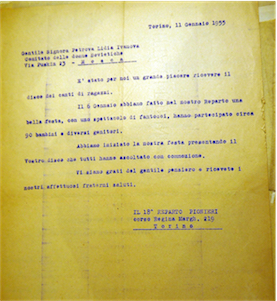 Torino, 11 Gennaio 1955
Gentile Signora Petrova Lidia Ivanova
Comitato delle Donne Sovietiche
Via Puskin 23 - Mosca
E' stato per noi un grande piacere ricevere il
disco dei canti di ragazzi.
Il 6 Gennaio abbiamo fatto nel nostro Reparto una
bella festa, con uno spettacolo di fantocci, hanno partecipato circa
90 bambini e diversi genitori.
Abbiamo iniziato la nostra festa presentando il
Vostro disco che tutti hanno ascoltato con commozione.
Vi siamo grati del gentile pensiero e ricevete i
nostri affettuosi fraterni saluti.
IL 18° REPARTO PIONIERI
corso Regina Margh.
Torino